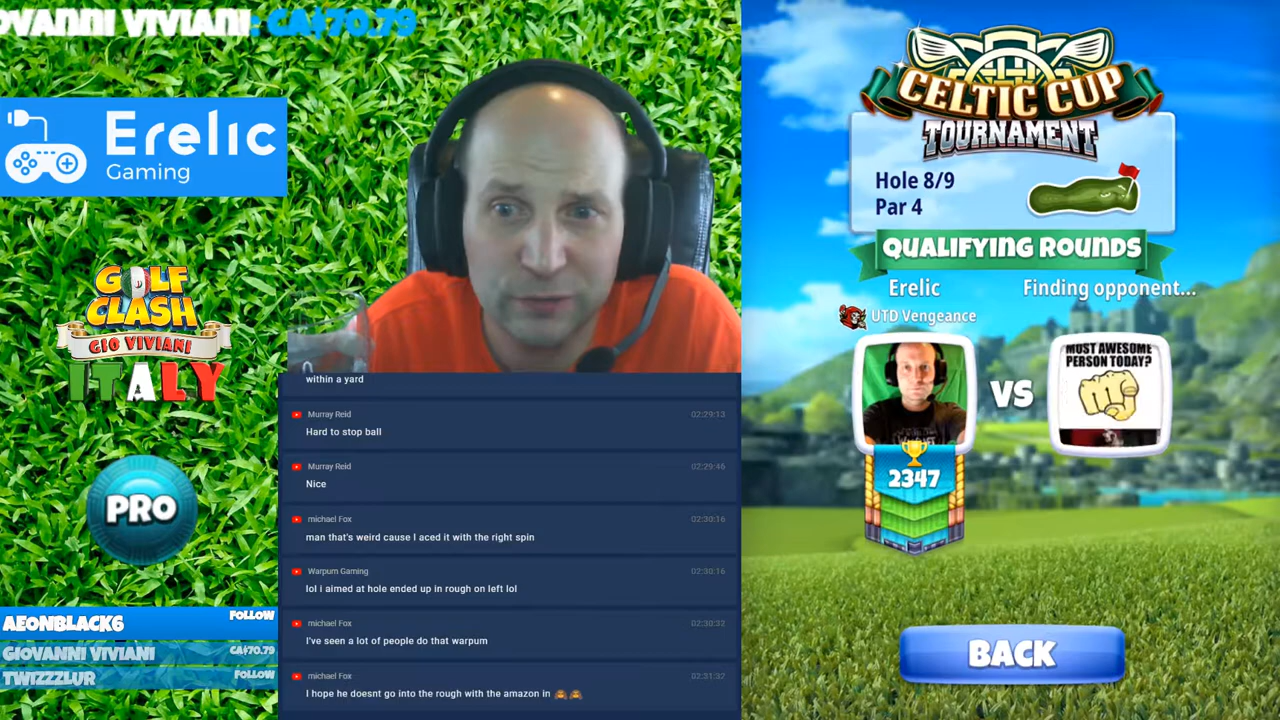 OVANNI VIVIANI: CA$70.79
Erelic
Gaming
GOLF
CLASH
GIO VIVIANI
ITALY
PRO
AEONBLACK6 FOLLOW
GIOVANNI VIVIANI CA$70.79
TWIZZZLUR FOLLOW
within a yard
Murray Reid 02:29:13
Hard to stop ball
Murray Reid 02:29:46
Nice
michael Fox 02:30:16
man that's weird cause I aced it with the right spin
Warpum Gaming 02:30:16
lol i aimed at hole ended up in rough on left lol
michael Fox 02:30:32
I've seen a lot of people do that warpum
michael Fox 02:31:32
I hope he doesnt go into the rough with the amazon in 🙈🙈
CELTIC CUP
TOURNAMENT
Hole 8/9
Par 4
QUALIFYING ROUNDS
Erelic
UTD Vengeance
Finding opponent...
VS
MOST AWESOME
PERSON TODAY?
2347
BACK